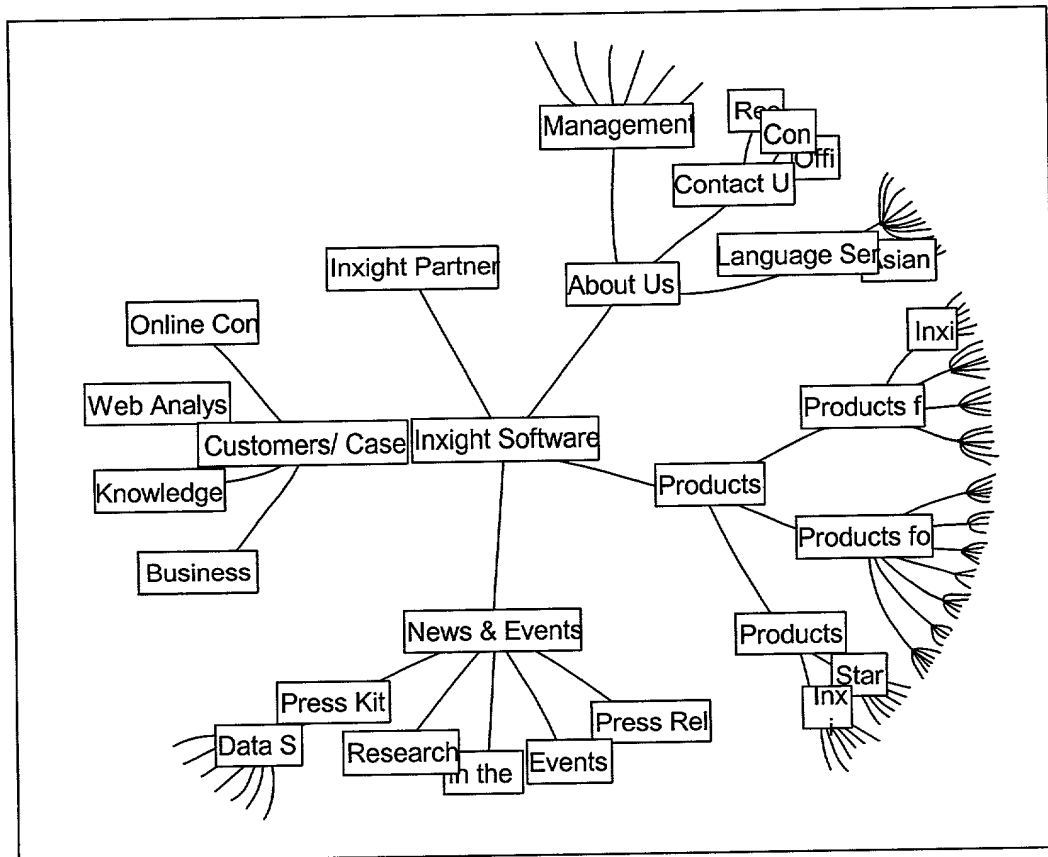 Management
Rec
Con
Offi
Contact U
Language Ser
Asian
Inxight Partner
About Us
Online Con
Inxi
Web Analys
Products f
Customers/ Case
Inxight Software
Knowledge
Products
Products fo
Business
News & Events
Products
Star
Press Kit
Inx
i
Press Rel
Data S
Research
In the
Events